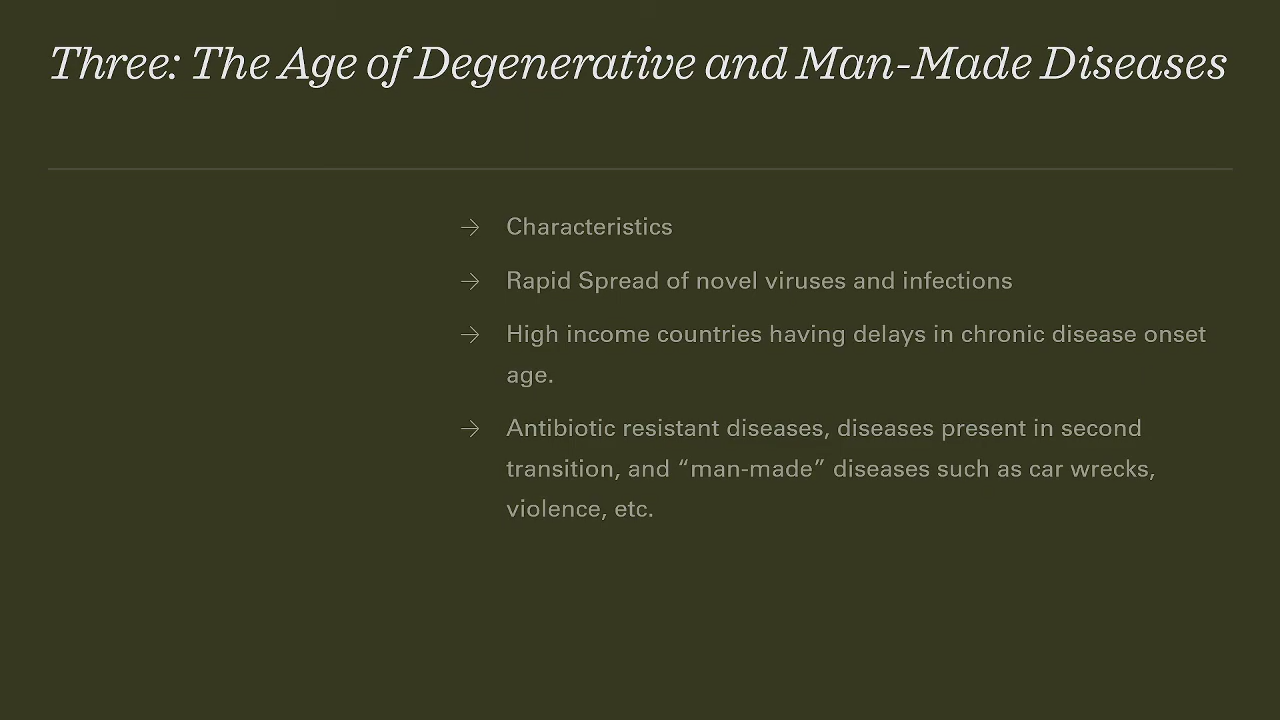 Three: The Age of Degenerative and Man-Made Diseases
→ Characteristics
→ Rapid Spread of novel viruses and infections
→ High income countries having delays in chronic disease onset
age.
→ Antibiotic resistant diseases, diseases present in second
transition, and “man-made” diseases such as car wrecks,
violence, etc.